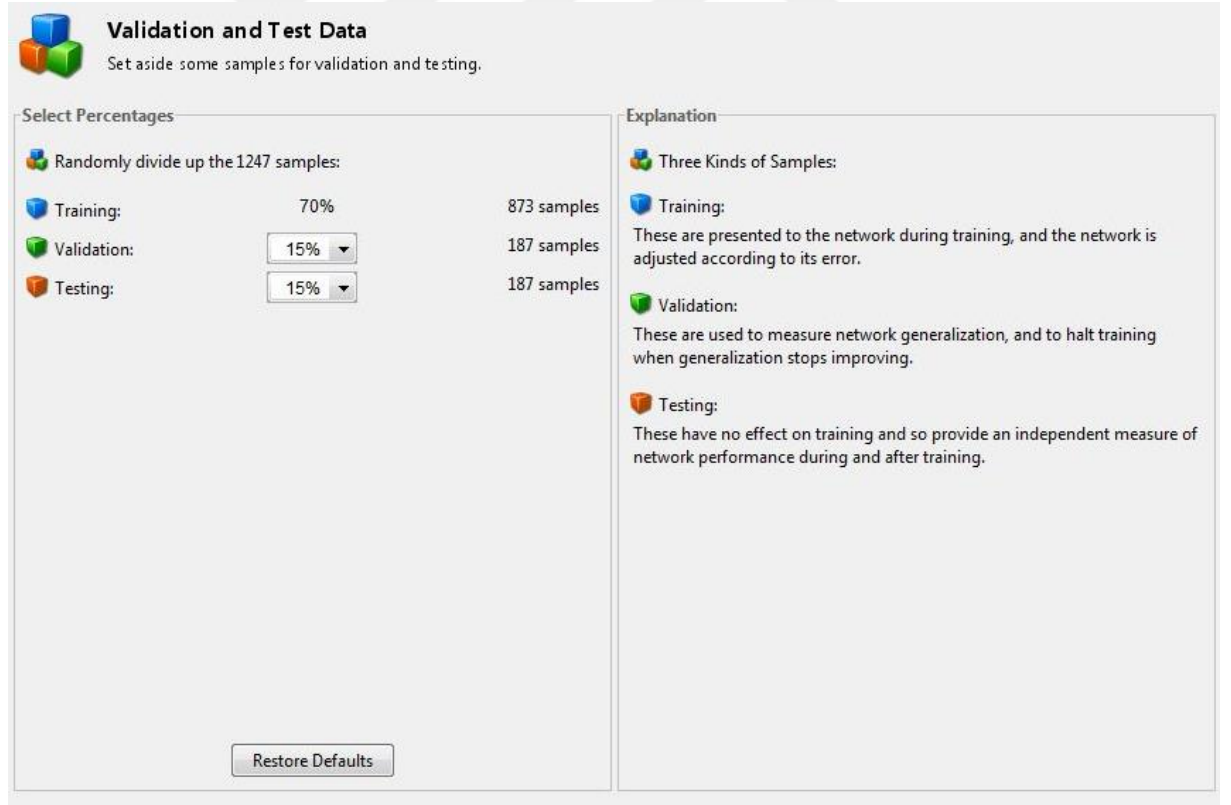 Validation and Test Data
Set aside some samples for validation and testing.
Select Percentages
Randomly divide up the 1247 samples:
Training: 70% 873 samples
Validation: 15% 187 samples
Testing: 15% 187 samples
Restore Defaults
Explanation
Three Kinds of Samples:
Training:
These are presented to the network during training, and the network is
adjusted according to its error.
Validation:
These are used to measure network generalization, and to halt training
when generalization stops improving.
Testing:
These have no effect on training and so provide an independent measure of
network performance during and after training.